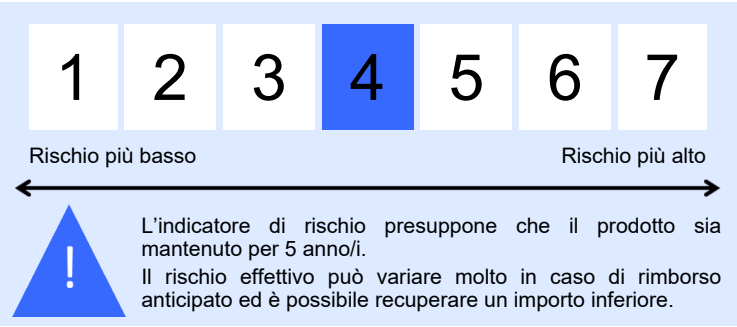 1 2 3 4 5 6 7
Rischio più basso Rischio più alto
!
L'indicatore di rischio presuppone che il prodotto sia
mantenuto per 5 anno/i.
Il rischio effettivo può variare molto in caso di rimborso
anticipato ed è possibile recuperare un importo inferiore.